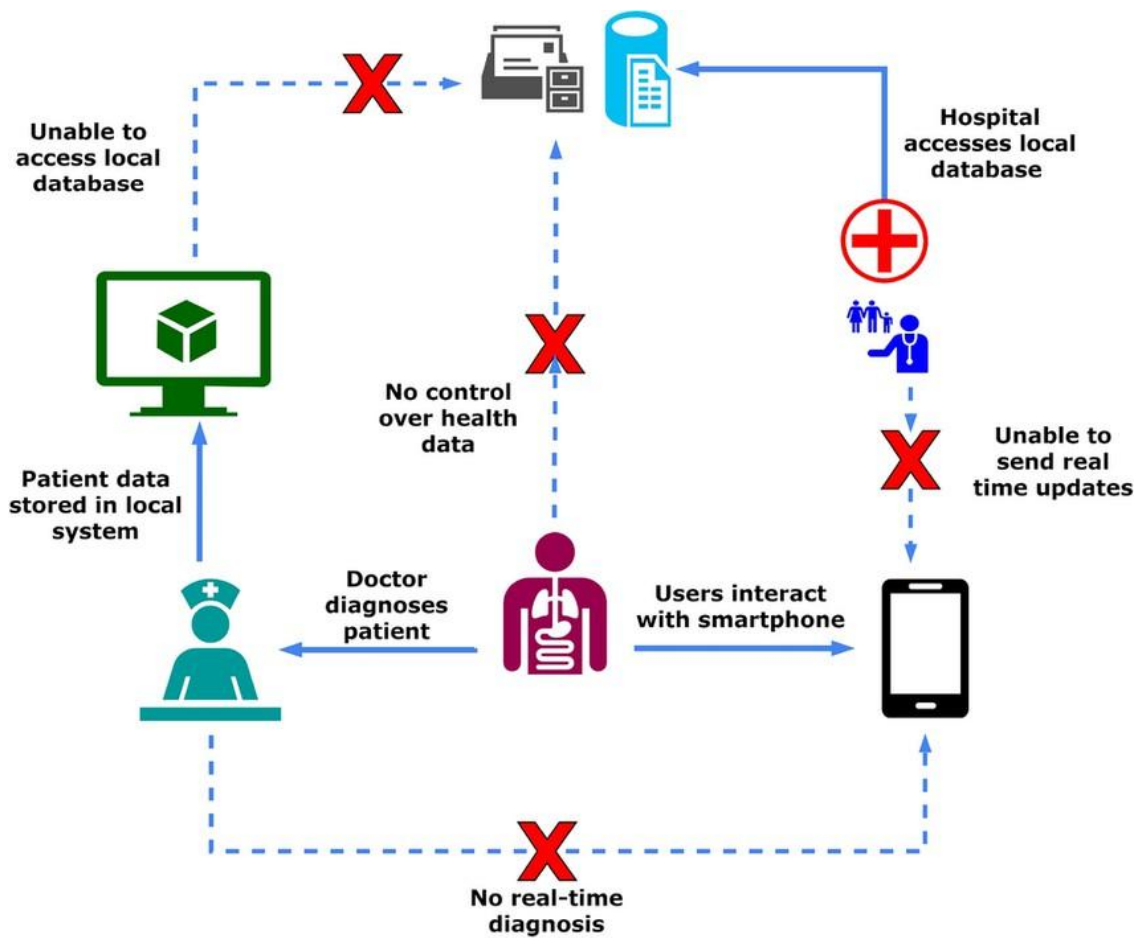 Unable to
access local
database
Hospital
accesses local
database
No control
over health
data
Unable to
send real
time updates
Patient data
stored in local
system
Doctor
diagnoses
patient
Users interact
with smartphone
No real-time
diagnosis